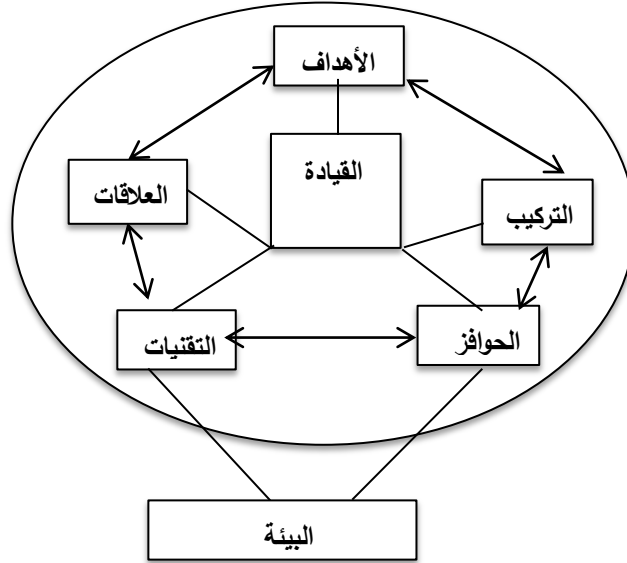 الأهداف
القيادة
العلاقات
التركيب
التقنيات
الحوافز
البيئة